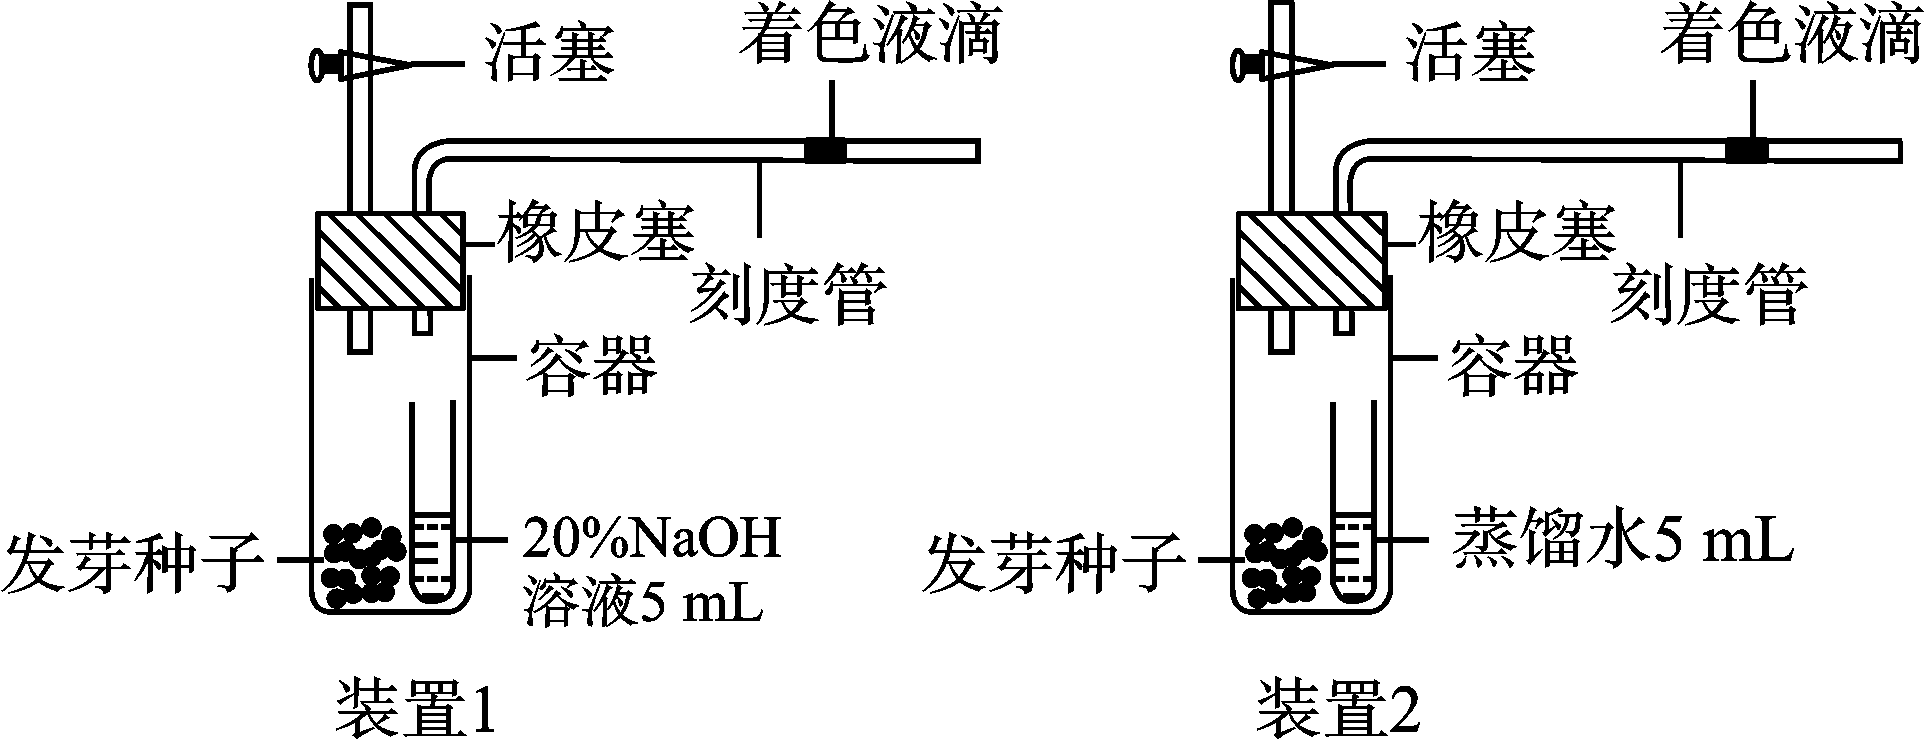 活塞
着色液滴
橡皮塞
刻度管
容器
发芽种子
20%NaOH
溶液5 mL
装置1
活塞
着色液滴
橡皮塞
刻度管
容器
发芽种子
蒸馏水5 mL
装置2